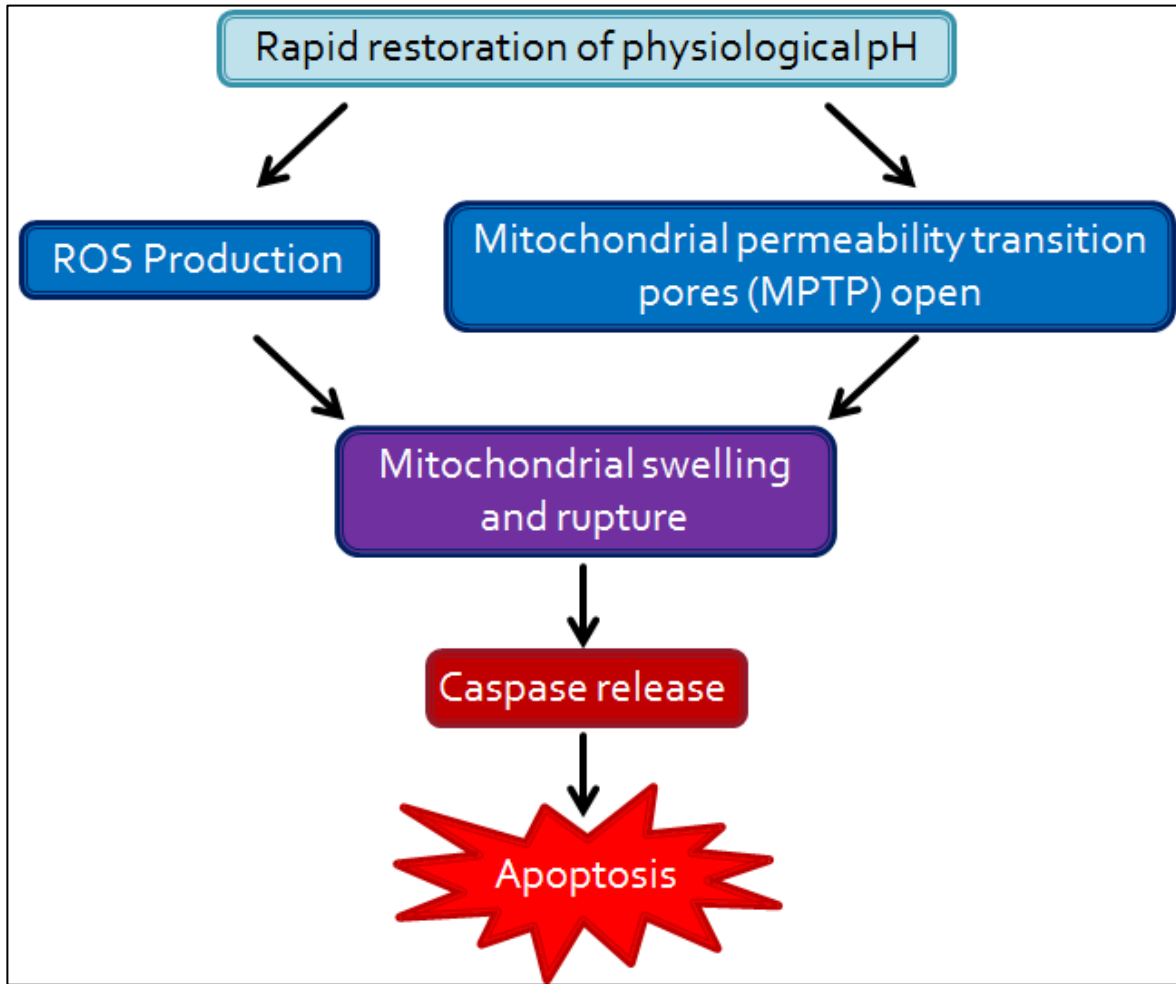 Rapid restoration of physiological pH
ROS Production
Mitochondrial permeability transition
pores (MPTP) open
Mitochondrial swelling
and rupture
Caspase release
Apoptosis